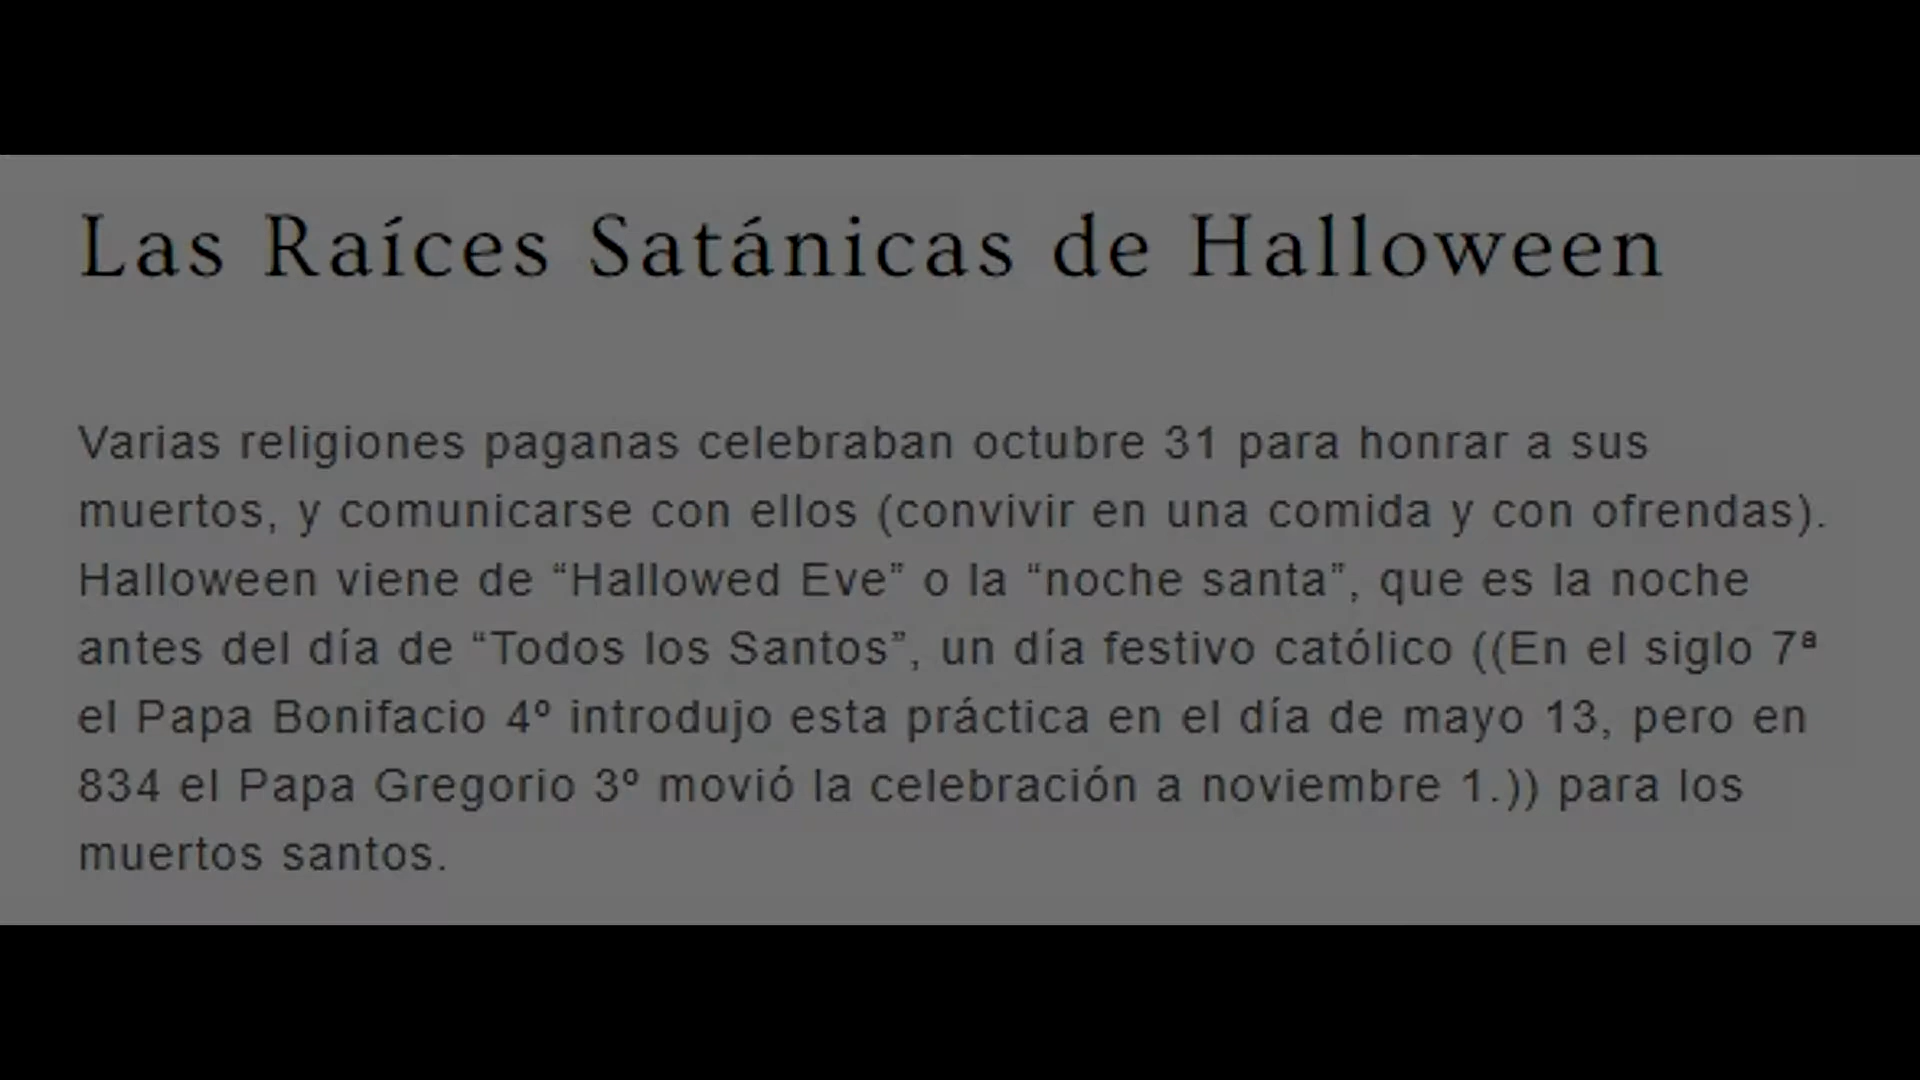 Las Raíces Satánicas de Halloween
Varias religiones paganas celebraban octubre 31 para honrar a sus
muertos, y comunicarse con ellos (convivir en una comida y con ofrendas).
Halloween viene de “Hallowed Eve” o la “noche santa”, que es la noche
antes del día de “Todos los Santos”, un día festivo católico ((En el siglo 7ª
el Papa Bonifacio 4º introdujo esta práctica en el día de mayo 13, pero en
834 el Papa Gregorio 3º movió la celebración a noviembre 1.)) para los
muertos santos.